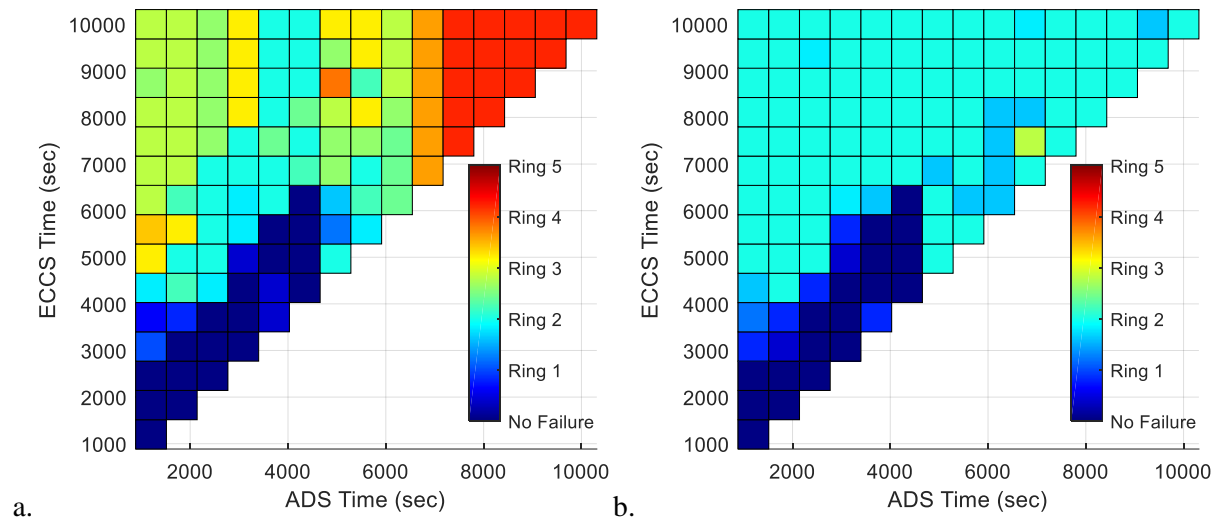 10000
9000
8000
7000
6000
5000
4000
3000
2000
1000
ECCS Time (sec)
2000 4000 6000 8000 10000
ADS Time (sec)
Ring 5
Ring 4
Ring 3
Ring 2
Ring 1
No Failure
a.
10000
9000
8000
7000
6000
5000
4000
3000
2000
1000
ECCS Time (sec)
2000 4000 6000 8000 10000
ADS Time (sec)
Ring 5
Ring 4
Ring 3
Ring 2
Ring 1
No Failure
b.